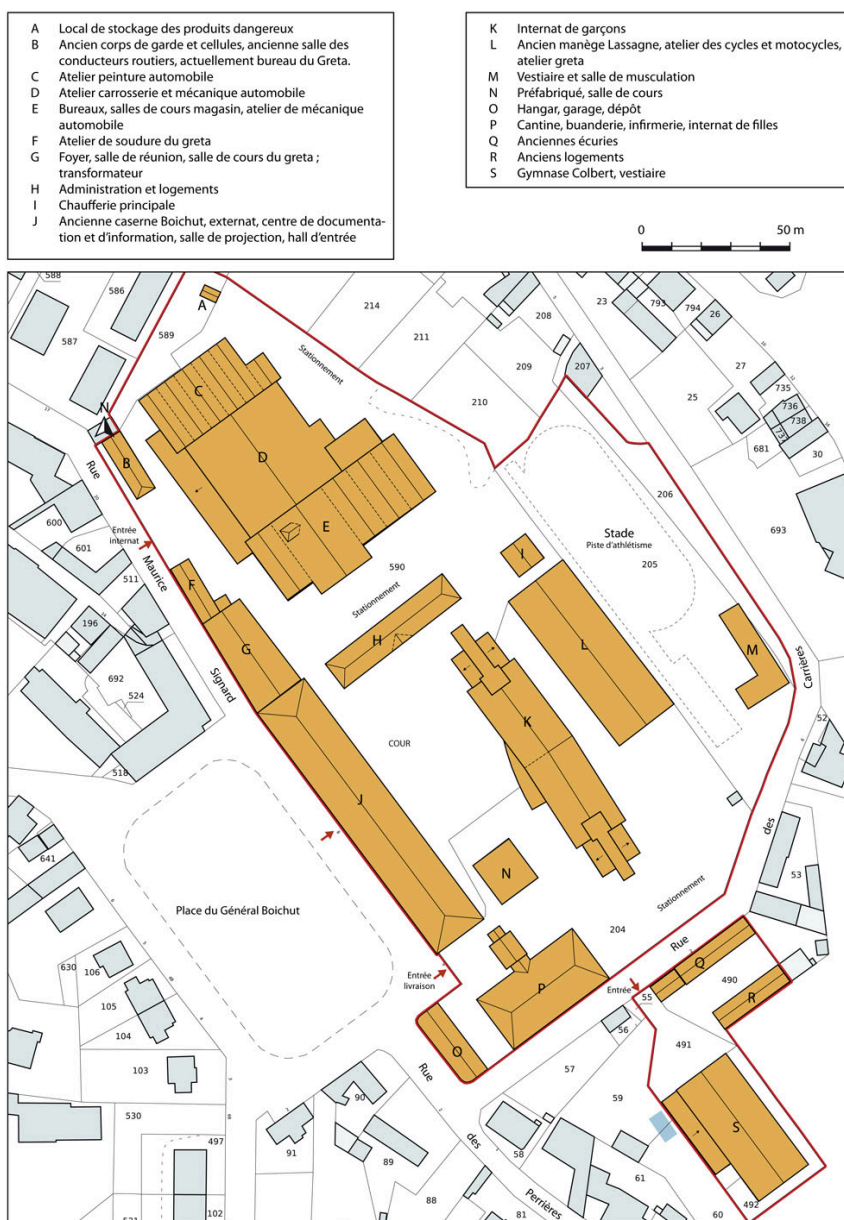 A Local de stockage des produits dangereux
B Ancien corps de garde et cellules, ancienne salle des
conducteurs routiers, actuellement bureau du Greta.
C Atelier peinture automobile
D Atelier carrosserie et mécanique automobile
E Bureaux, salles de cours magasin, atelier de mécanique
automobile
F Atelier de soudure du greta
G Foyer, salle de réunion, salle de cours du greta ;
transformateur
H Administration et logements
I Chaufferie principale
J Ancienne caserne Boichut, externat, centre de documenta-
tion et d'information, salle de projection, hall d'entrée
K Internat de garçons
L Ancien manège Lassagne, atelier des cycles et motocycles,
atelier greta
M Vestiaire et salle de musculation
N Préfabriqué, salle de cours
O Hangar, garage, dépôt
P Cantine, buanderie, infirmerie, internat de filles
Q Anciennes écuries
R Anciens logements
S Gymnase Colbert, vestiaire
0 50 m
588
586
587
589
A
214
211
208
23
793
794
26
209
207
210
27
735
736
738
73
25
681
30
Stationnement
C
N
B
D
E
Rue
Maurice
Signard
Entrée
internat
600
601
511
196
692
524
518
F
G
590
Stationnement
H
I
L
206
693
Stade
Piste d'athlétisme
205
M
Carrières
52
K
COUR
J
N
des
53
641
Place du Général Boichut
630
106
105
104
103
530
497
102
Entrée
livraison
204
Stationnement
Rue
P
O
Entrée
55
Q
490
R
56
491
57
59
S
492
Rue
des
Perrières
90
91
89
88
58
61
60
81